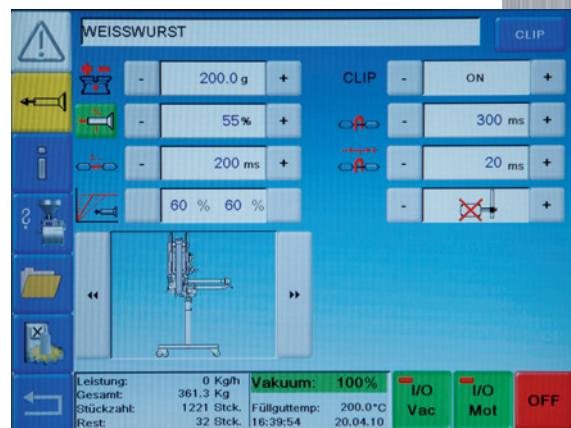 WEISSWURST
CLIP
- 200.0 g +
CLIP - ON +
- 55% +
- 300 ms +
- 200 ms +
- 20 ms +
60 % 60 %
- +
Leistung: 0 Kg/h
Gesamt: 361.3 Kg
Stückzahl: 1221 Stck.
Rest: 32 Stck.
Vakuum: 100%
Füllguttemp: 200.0°C
16:39:54 20.04.10
I/O
Vac
I/O
Mot
OFF